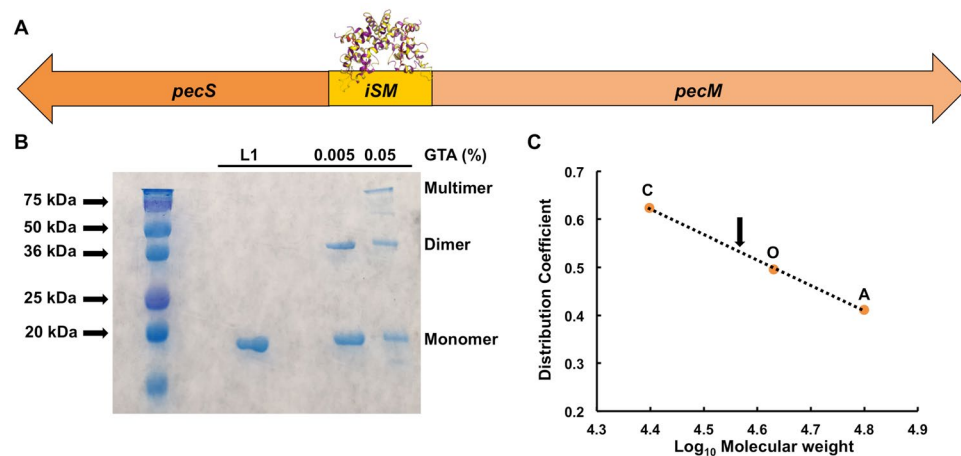 A
pecS
iSM
pecM
B
L1
0.005
0.05
GTA (%)
75 kDa
50 kDa
36 kDa
25 kDa
20 kDa
Multimer
Dimer
Monomer
C
Distribution Coefficient
0.7
0.6
0.5
0.4
0.3
0.2
C
O
A
4.3 4.4 4.5 4.6 4.7 4.8 4.9
Log₁₀ Molecular weight